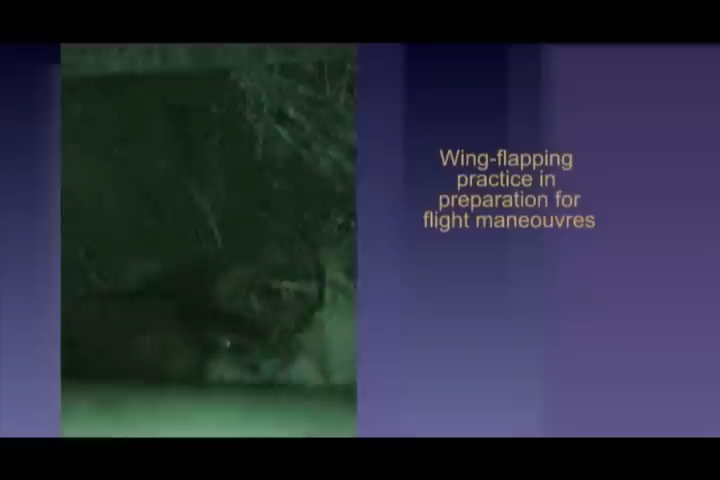 Wing-flapping
practice in
preparation for
flight maneouvres